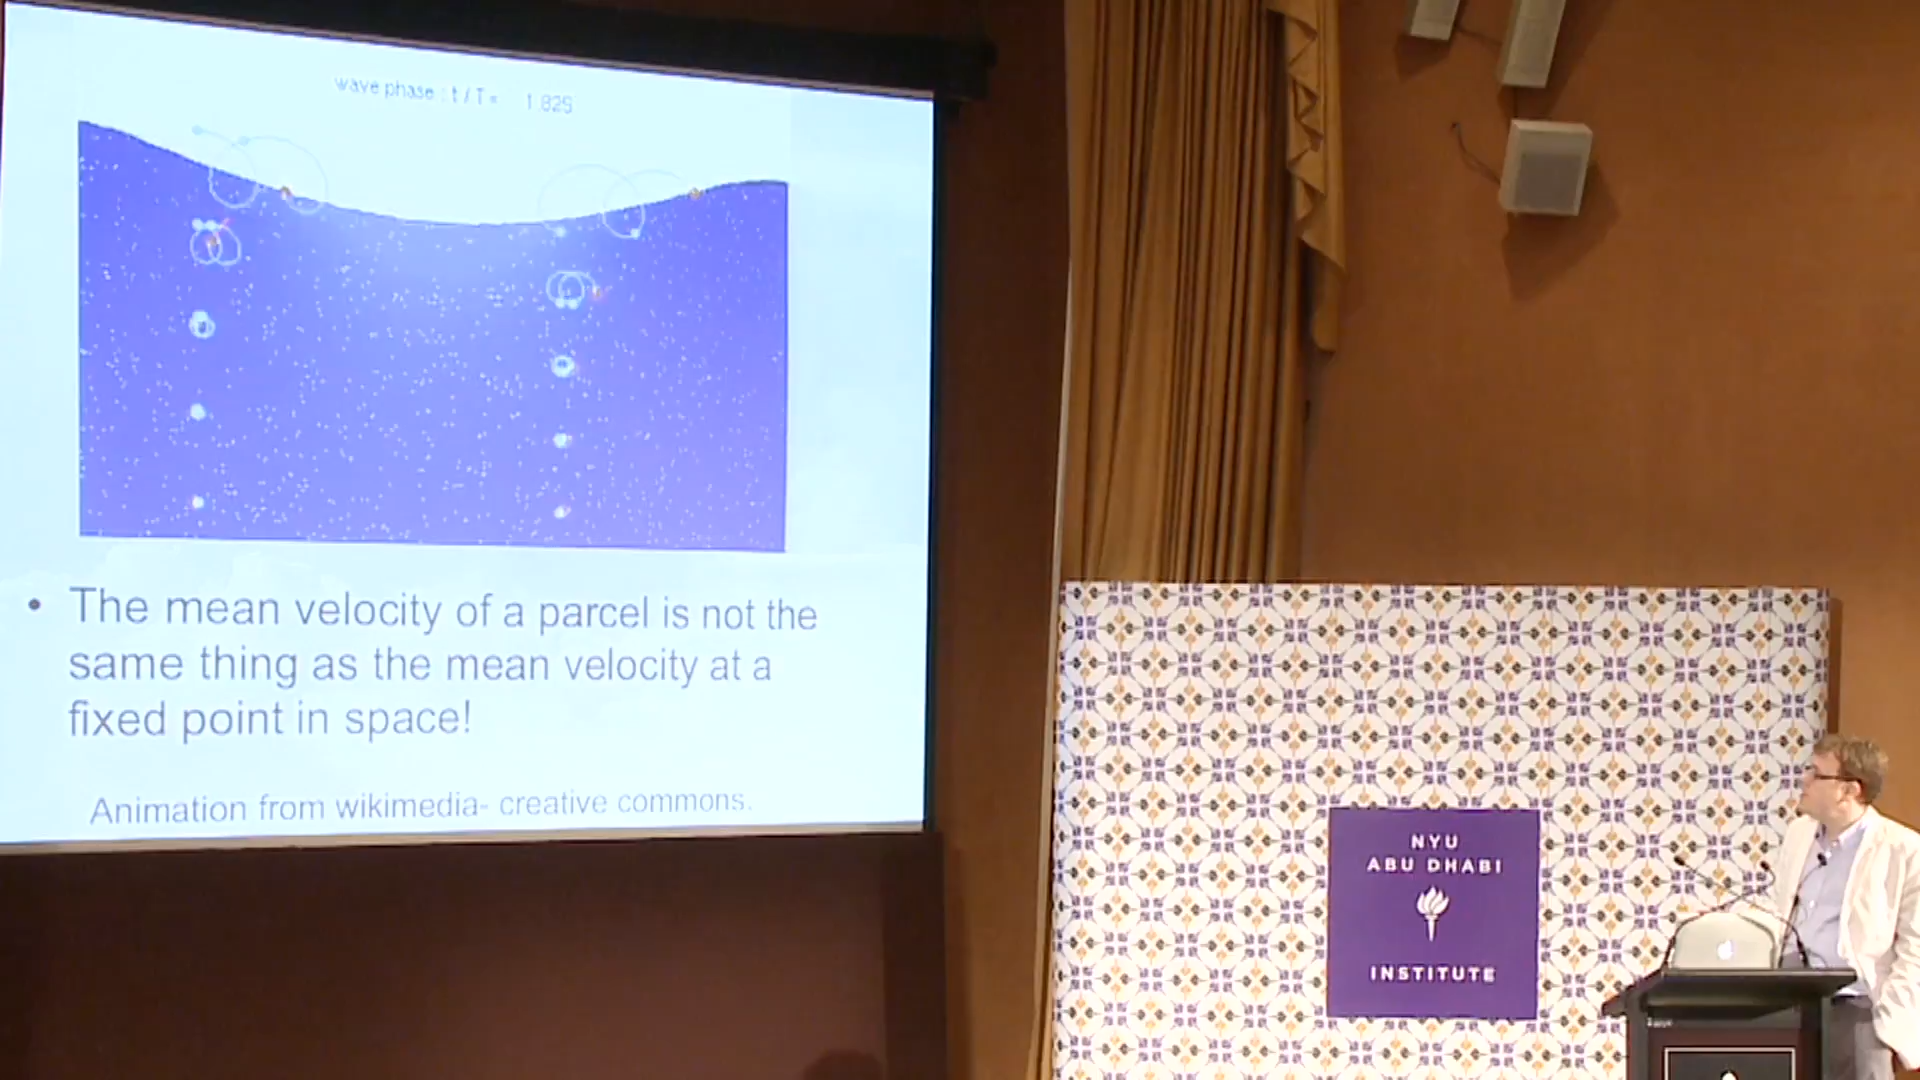 wave phase : t / T = 1.825
• The mean velocity of a parcel is not the
same thing as the mean velocity at a
fixed point in space!
Animation from wikimedia- creative commons.
NYU
ABU DHABI
INSTITUTE